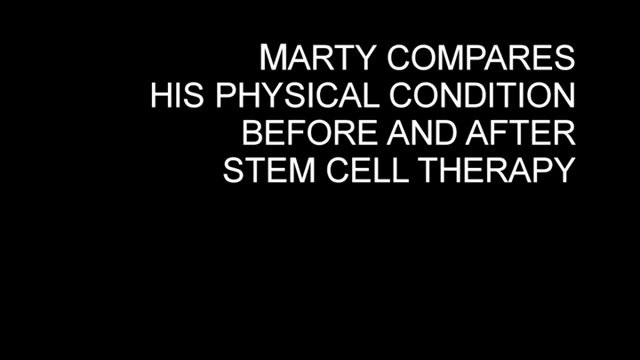 MARTY COMPARES
HIS PHYSICAL CONDITION
BEFORE AND AFTER
STEM CELL THERAPY